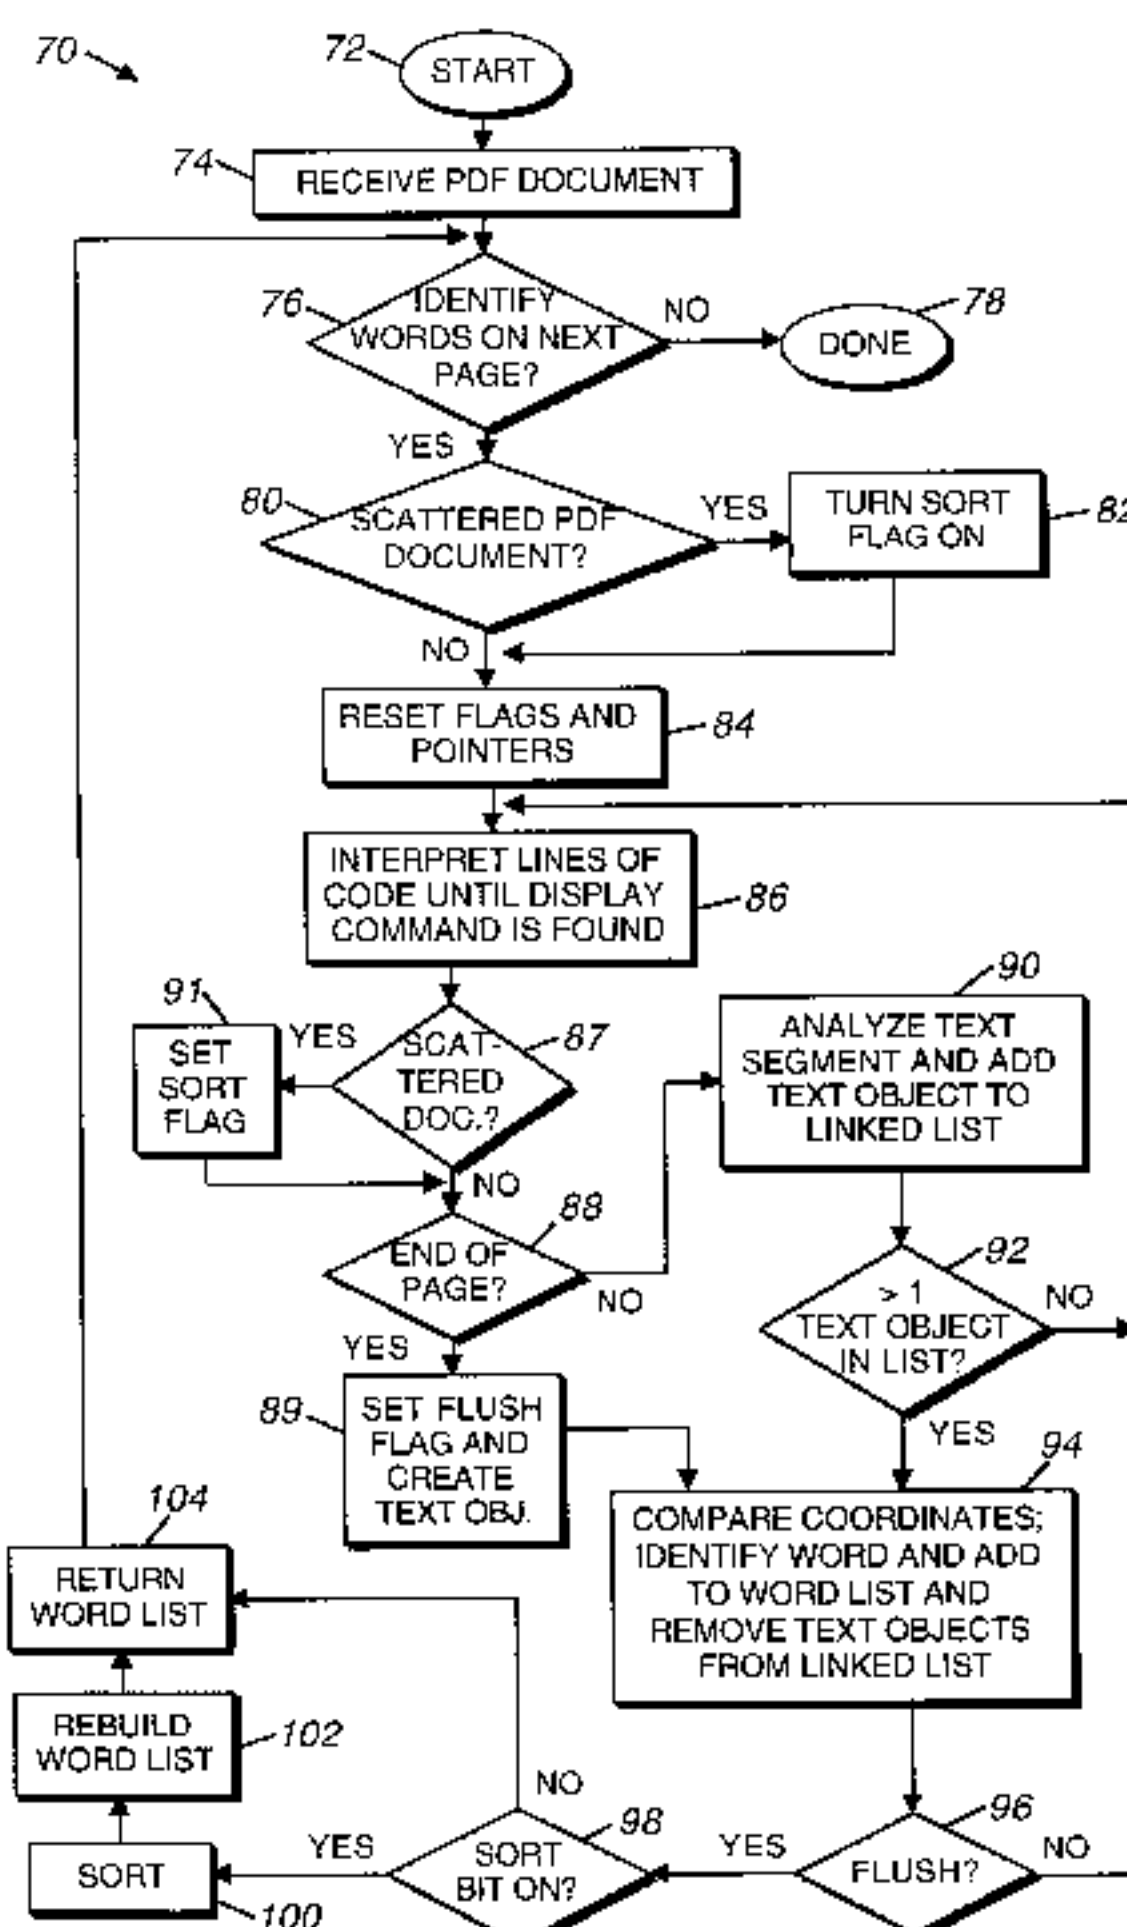 70
72
START
74
RECEIVE PDF DOCUMENT
76
IDENTIFY
WORDS ON NEXT
PAGE?
NO
78
DONE
YES
80
SCATTERED PDF
DOCUMENT?
YES
TURN SORT
FLAG ON
82
NO
RESET FLAGS AND
POINTERS
84
INTERPRET LINES OF
CODE UNTIL DISPLAY
COMMAND IS FOUND
86
91
SET
SORT
FLAG
YES
SCAT-
TERED
DOC.?
87
NO
90
ANALYZE TEXT
SEGMENT AND ADD
TEXT OBJECT TO
LINKED LIST
88
END OF
PAGE?
NO
YES
92
> 1
TEXT OBJECT
IN LIST?
NO
YES
89
SET FLUSH
FLAG AND
CREATE
TEXT OBJ.
94
COMPARE COORDINATES;
IDENTIFY WORD AND ADD
TO WORD LIST AND
REMOVE TEXT OBJECTS
FROM LINKED LIST
104
RETURN
WORD LIST
REBUILD
WORD LIST
102
NO
96
FLUSH?
NO
YES
98
SORT
BIT ON?
YES
SORT
100